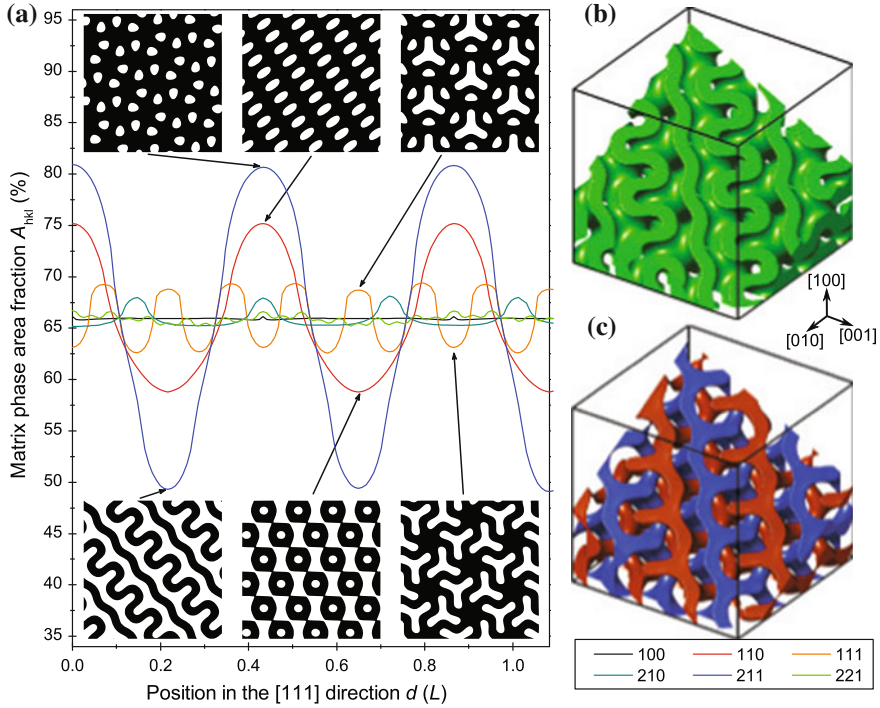 (a)
Matrix phase area fraction A_hkl (%)
95
90
85
80
75
70
65
60
55
50
45
40
35
0.0 0.2 0.4 0.6 0.8 1.0
Position in the [111] direction d (L)
(b)
[100]
[010] [001]
(c)
100 110 111
210 211 221